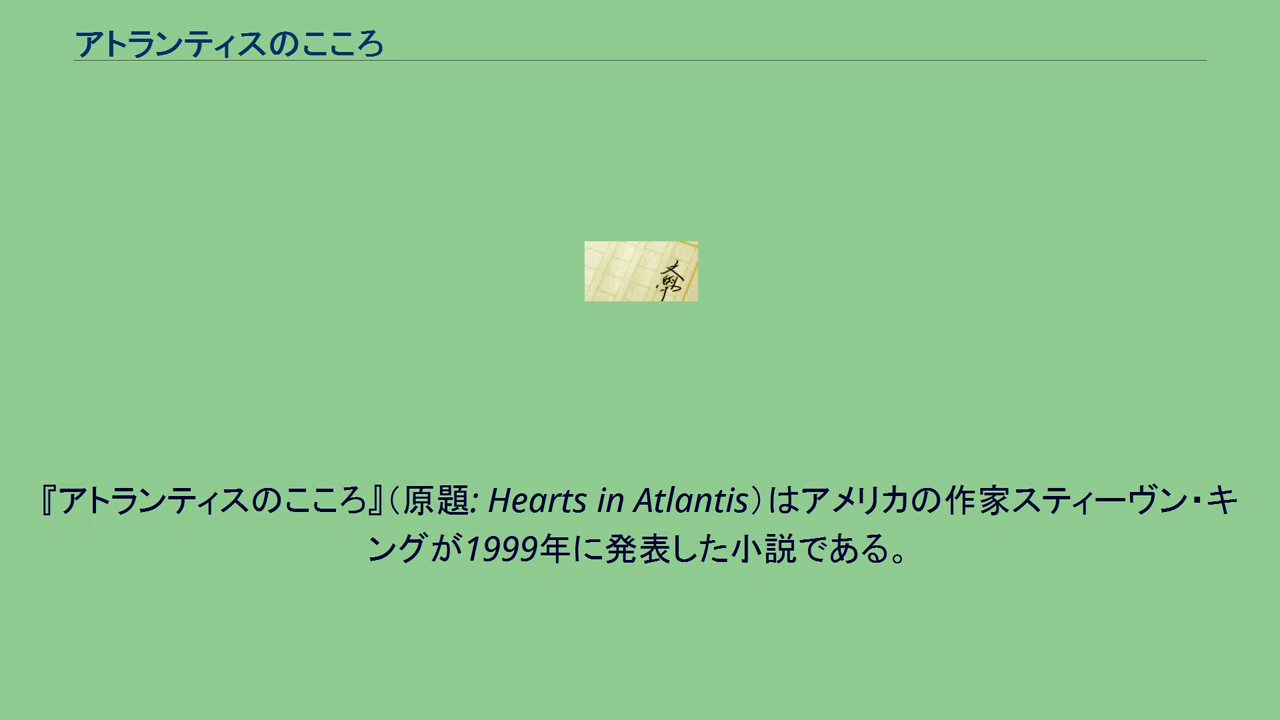 アトランティスのこころ
『アトランティスのこころ』（原題: Hearts in Atlantis）はアメリカの作家スティーヴン・キ
ングが1999年に発表した小説である。